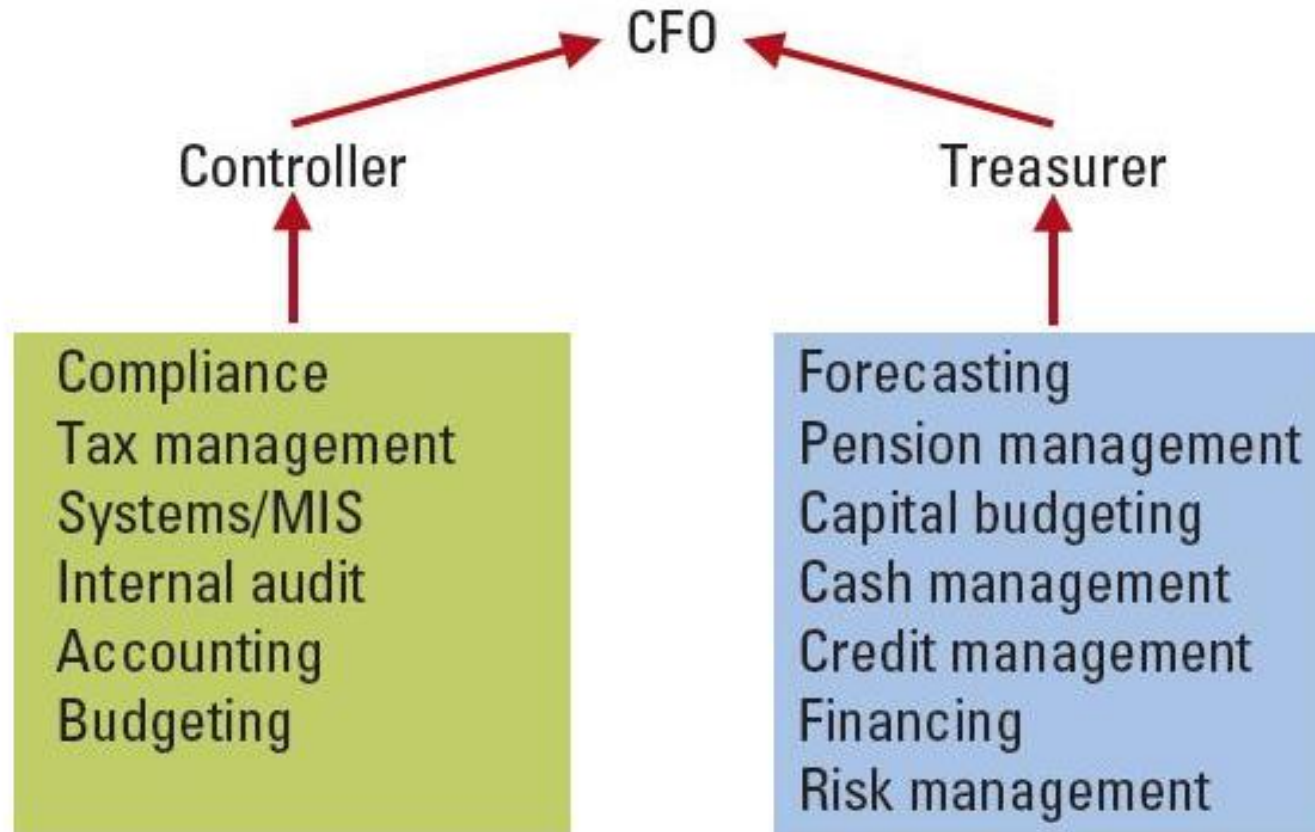 CFO
Controller
Treasurer
Compliance
Tax management
Systems/MIS
Internal audit
Accounting
Budgeting
Forecasting
Pension management
Capital budgeting
Cash management
Credit management
Financing
Risk management